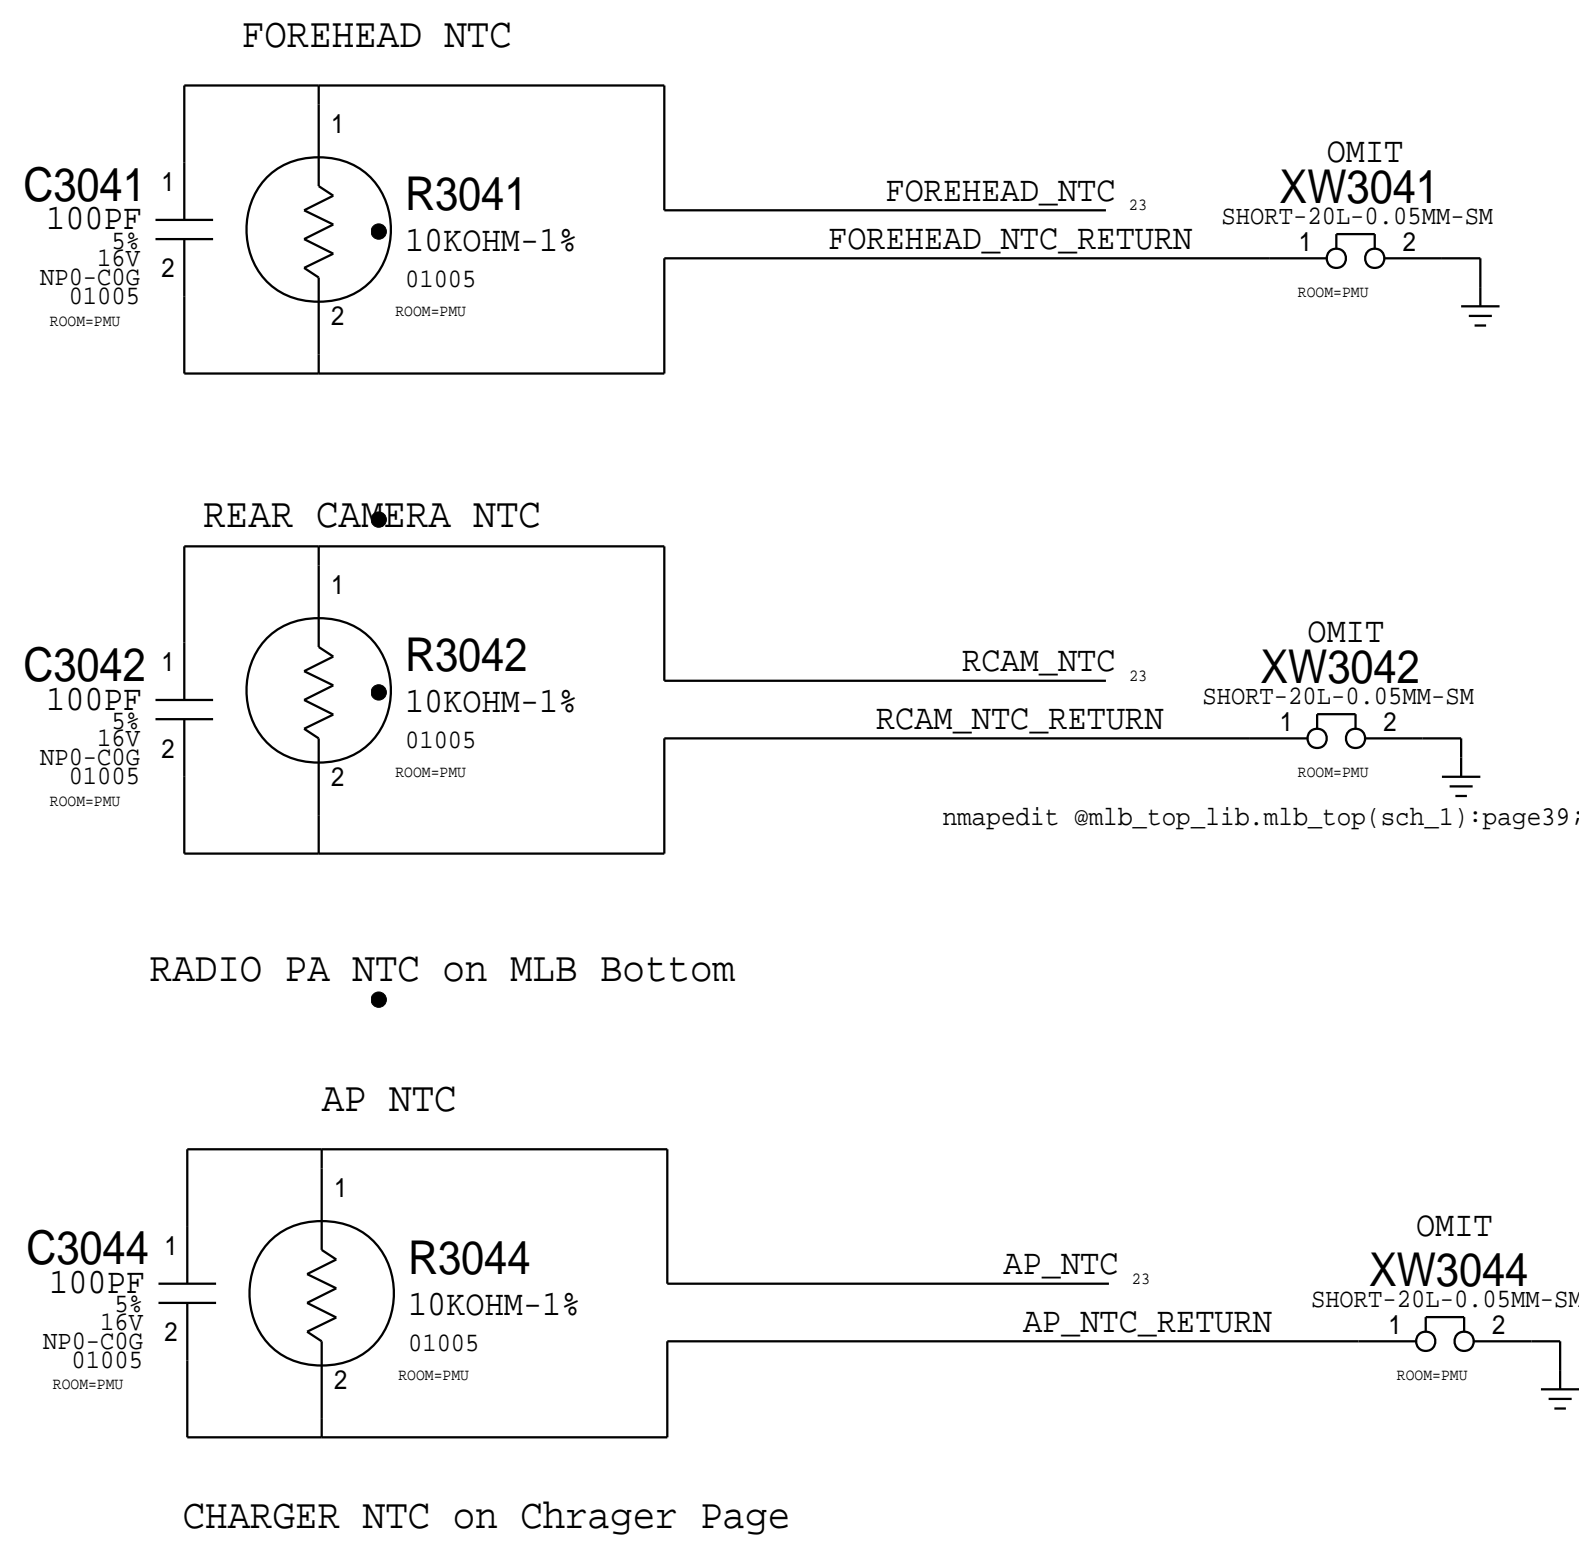 FOREHEAD NTC
1
C3041 1
100PF
5%
16V
NP0-C0G
01005
ROOM=PMU
2
R3041
10KOHM-1%
01005
ROOM=PMU
2
FOREHEAD_NTC 23
FOREHEAD_NTC_RETURN
OMIT
XW3041
SHORT-20L-0.05MM-SM
1 2
ROOM=PMU
REAR CAMERA NTC
1
C3042 1
100PF
5%
16V
NP0-C0G
01005
ROOM=PMU
2
R3042
10KOHM-1%
01005
ROOM=PMU
2
RCAM_NTC 23
RCAM_NTC_RETURN
OMIT
XW3042
SHORT-20L-0.05MM-SM
1 2
ROOM=PMU
nmapedit @mlb_top_lib.mlb_top(sch_1):page39;
RADIO PA NTC on MLB Bottom
AP NTC
1
C3044 1
100PF
5%
16V
NP0-C0G
01005
ROOM=PMU
2
R3044
10KOHM-1%
01005
ROOM=PMU
2
AP_NTC 23
AP_NTC_RETURN
OMIT
XW3044
SHORT-20L-0.05MM-SM
1 2
ROOM=PMU
CHARGER NTC on Chrager Page